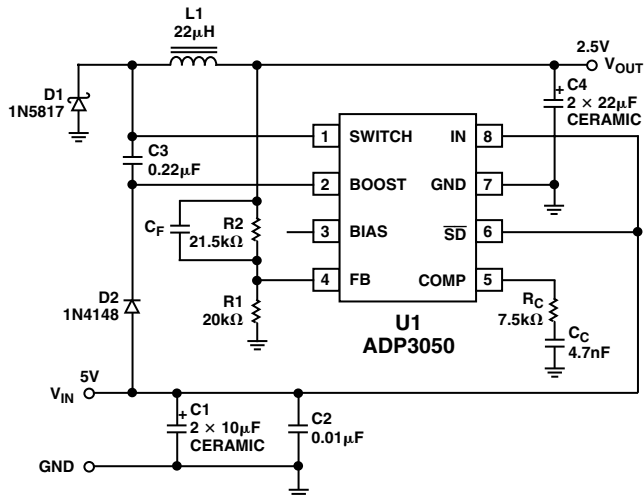 L1
22μH
2.5V
VOUT
D1
1N5817
C4
2 × 22μF
CERAMIC
1 SWITCH IN 8
C3
0.22μF
2 BOOST GND 7
CF
R2
21.5kΩ
3 BIAS SD 6
4 FB COMP 5
D2
1N4148
R1
20kΩ
U1
ADP3050
RC
7.5kΩ
CC
4.7nF
5V
VIN
C1
2 × 10μF
CERAMIC
C2
0.01μF
GND